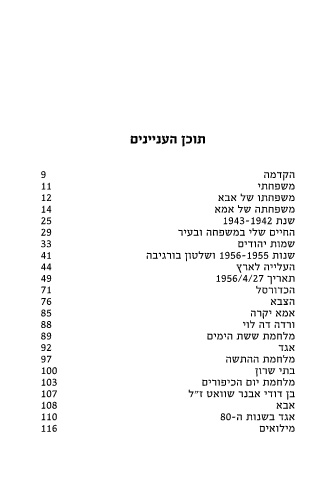 תוכן העניינים
הקדמה 9
משפחתי 11
משפחתו של אבא 12
משפחתה של אמא 14
שנת 1943-1942 25
החיים שלי במשפחה ובעיר 29
שמות יהודים 33
שנות 1956-1955 ושלטון בורגיבה 41
העלייה לארץ 44
תאריך 1956/4/27 49
הכדורסל 71
הצבא 76
אמא יקרה 85
ורדה דה לוי 88
מלחמת ששת הימים 89
אגד 92
מלחמת ההתשה 97
בתי שרון 100
מלחמת יום הכיפורים 103
בן דודי אבנר שוואט ז"ל 107
אבא 108
אגד בשנות ה-80 110
מילואים 116